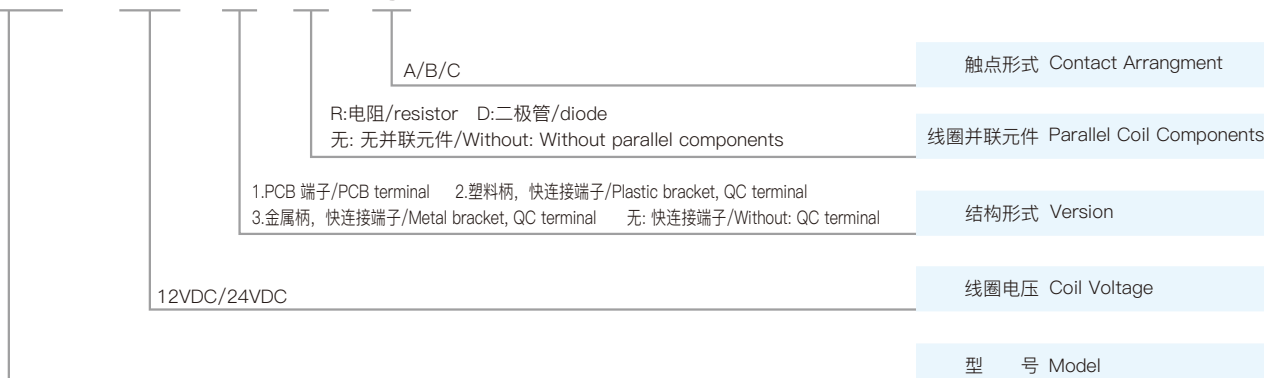 A/B/C
触点形式 Contact Arrangment
R:电阻/resistor D:二极管/diode
无: 无并联元件/Without: Without parallel components
线圈并联元件 Parallel Coil Components
1.PCB 端子/PCB terminal 2.塑料柄，快连接端子/Plastic bracket, QC terminal
3.金属柄，快连接端子/Metal bracket, QC terminal 无: 快连接端子/Without: QC terminal
结构形式 Version
12VDC/24VDC
线圈电压 Coil Voltage
型 号 Model